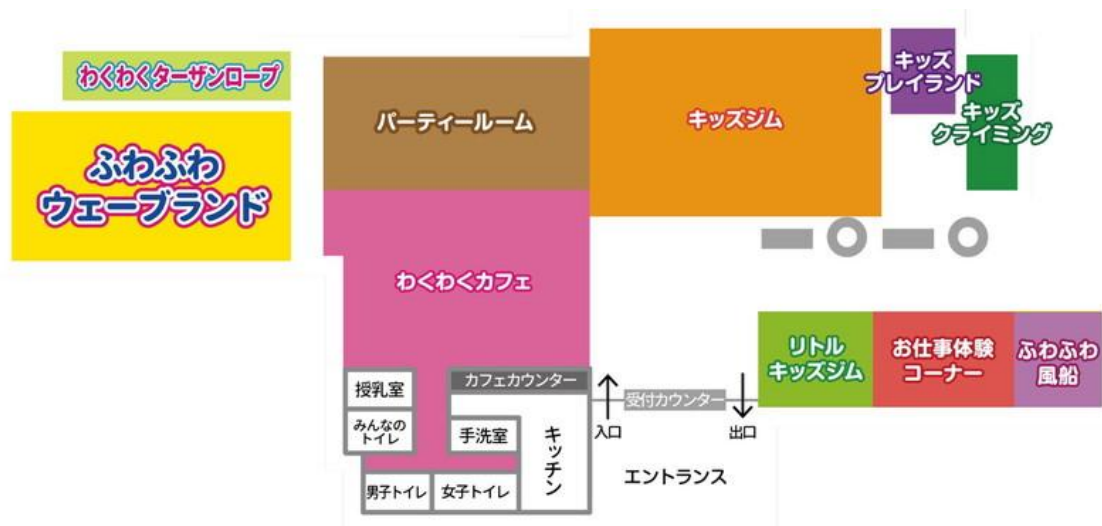 わくわくターザンロープ
ふわふわ
ウェーブランド
パーティールーム
キッズジム
キッズ
プレイランド
キッズ
クライミング
わくわくカフェ
リトル
キッズジム
お仕事体験
コーナー
ふわふわ
風船
カフェカウンター
受付カウンター
入口
出口
授乳室
みんなの
トイレ
手洗室
キッチン
男子トイレ
女子トイレ
エントランス